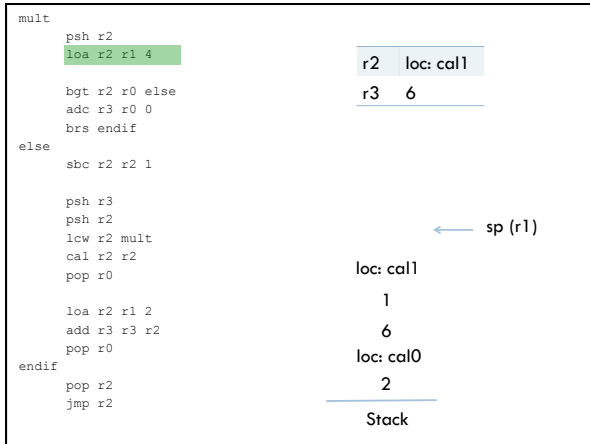 mult
psh r2
loa r2 r1 4
bgt r2 r0 else
adc r3 r0 0
brs endif
else
sbc r2 r2 1
psh r3
psh r2
lcw r2 mult
cal r2 r2
pop r0
loa r2 r1 2
add r3 r3 r2
pop r0
endif
pop r2
jmp r2
r2 loc: cal1
r3 6
sp (r1)
loc: cal1
1
6
loc: cal0
2
Stack